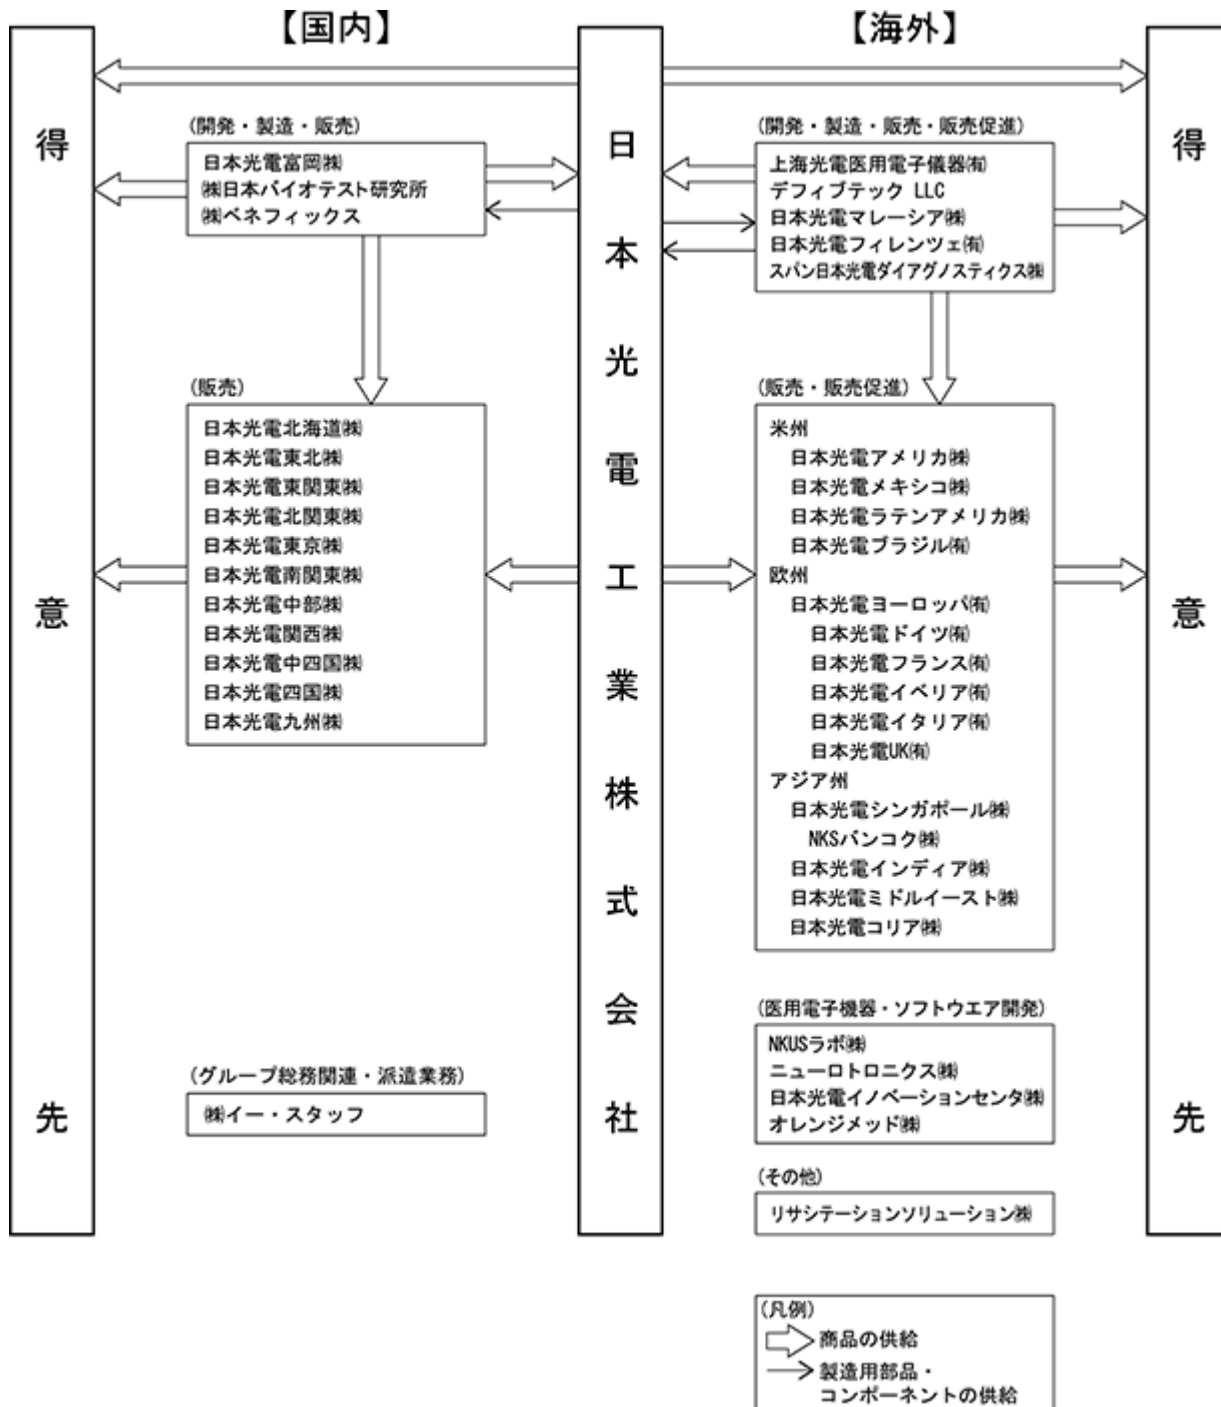 【国内】
【海外】
得意先
日本光電工業株式会社
得意先
(開発・製造・販売)
日本光電富岡㈱
㈱日本バイオテスト研究所
㈱ベネフィックス
(販売)
日本光電北海道㈱
日本光電東北㈱
日本光電東関東㈱
日本光電北関東㈱
日本光電東京㈱
日本光電南関東㈱
日本光電中部㈱
日本光電関西㈱
日本光電中四国㈱
日本光電四国㈱
日本光電九州㈱
(グループ総務関連・派遣業務)
㈱イー・スタッフ
(開発・製造・販売・販売促進)
上海光電医用電子儀器㈲
デフィブテック LLC
日本光電マレーシア㈱
日本光電フィレンツェ㈲
スパン日本光電ダイアグノスティクス㈱
(販売・販売促進)
米州
日本光電アメリカ㈱
日本光電メキシコ㈱
日本光電ラテンアメリカ㈱
日本光電ブラジル㈲
欧州
日本光電ヨーロッパ㈲
日本光電ドイツ㈲
日本光電フランス㈲
日本光電イベリア㈲
日本光電イタリア㈲
日本光電UK㈲
アジア州
日本光電シンガポール㈱
NKSバンコク㈱
日本光電インディア㈱
日本光電ミドルイースト㈱
日本光電コリア㈱
(医用電子機器・ソフトウエア開発)
NKUSラボ㈱
ニューロトロニクス㈱
日本光電イノベーションセンタ㈱
オレンジメッド㈱
(その他)
リサシテーションソリューション㈱
(凡例)
商品の供給
製造用部品・
コンポーネントの供給